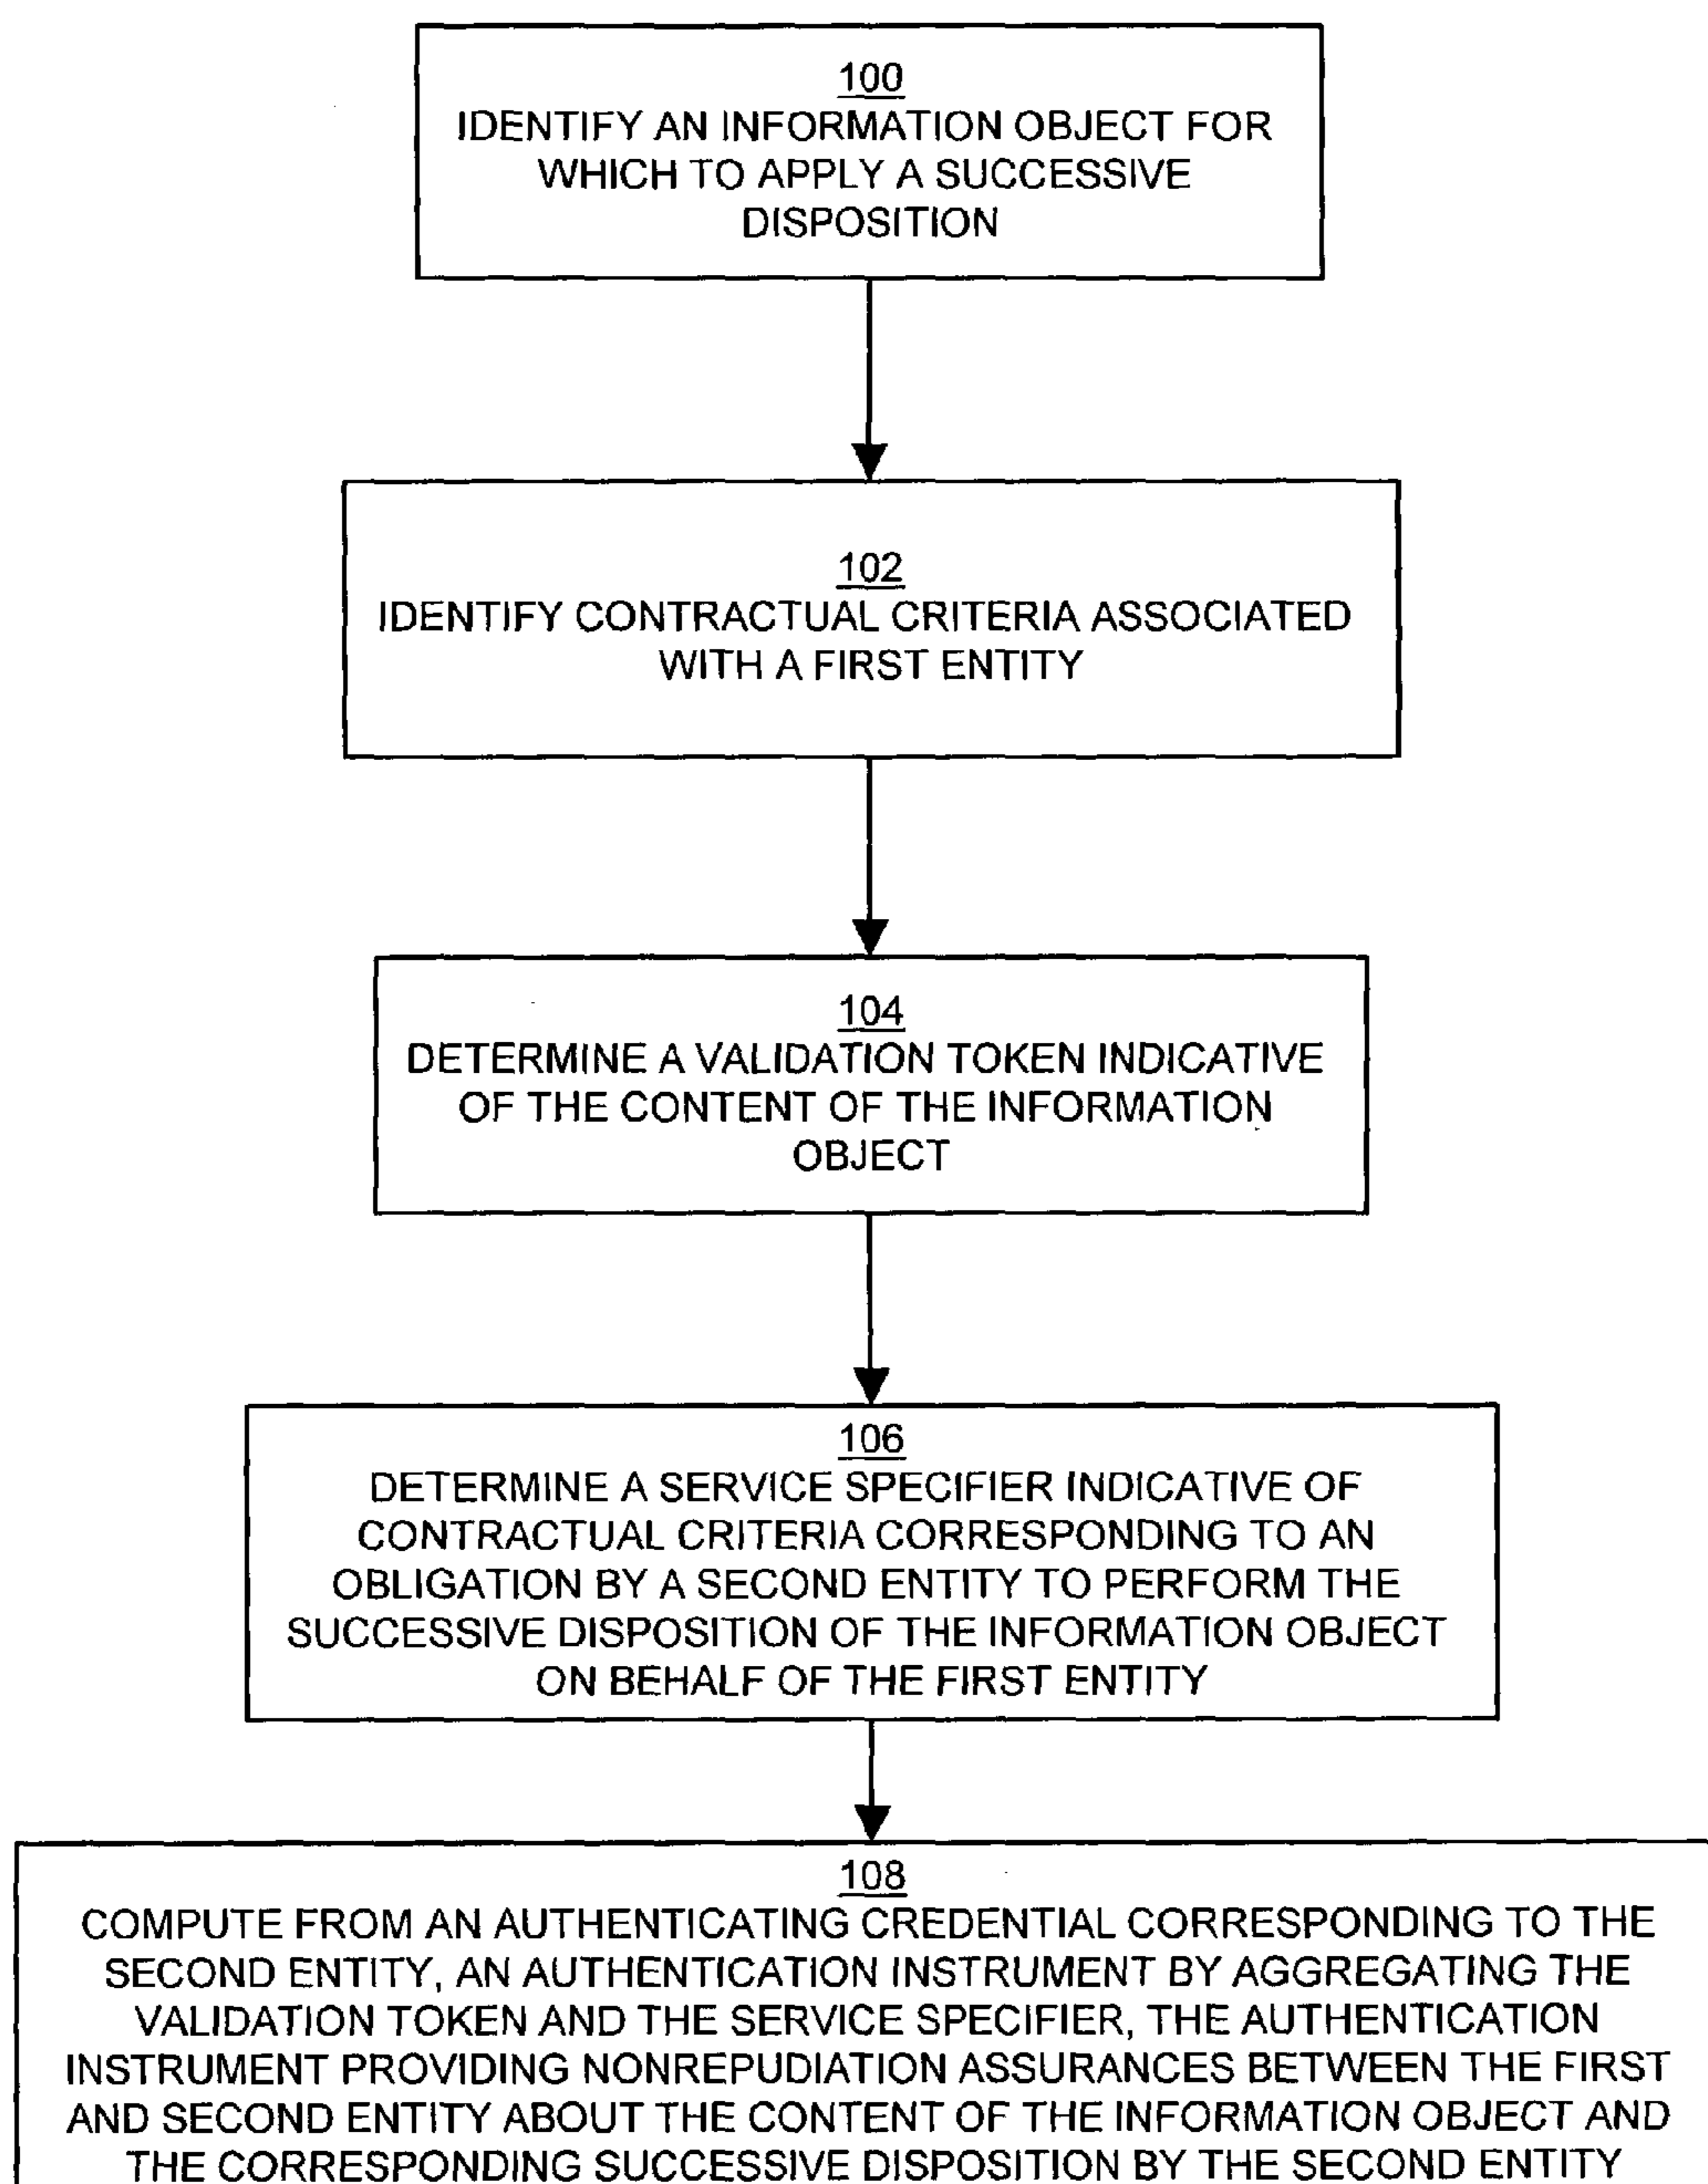 100
IDENTIFY AN INFORMATION OBJECT FOR
WHICH TO APPLY A SUCCESSIVE
DISPOSITION
102
IDENTIFY CONTRACTUAL CRITERIA ASSOCIATED
WITH A FIRST ENTITY
104
DETERMINE A VALIDATION TOKEN INDICATIVE
OF THE CONTENT OF THE INFORMATION
OBJECT
106
DETERMINE A SERVICE SPECIFIER INDICATIVE OF
CONTRACTUAL CRITERIA CORRESPONDING TO AN
OBLIGATION BY A SECOND ENTITY TO PERFORM THE
SUCCESSIVE DISPOSITION OF THE INFORMATION OBJECT
ON BEHALF OF THE FIRST ENTITY
108
COMPUTE FROM AN AUTHENTICATING CREDENTIAL CORRESPONDING TO THE
SECOND ENTITY, AN AUTHENTICATION INSTRUMENT BY AGGREGATING THE
VALIDATION TOKEN AND THE SERVICE SPECIFIER, THE AUTHENTICATION
INSTRUMENT PROVIDING NONREPUDIATION ASSURANCES BETWEEN THE FIRST
AND SECOND ENTITY ABOUT THE CONTENT OF THE INFORMATION OBJECT AND
THE CORRESPONDING SUCCESSIVE DISPOSITION BY THE SECOND ENTITY